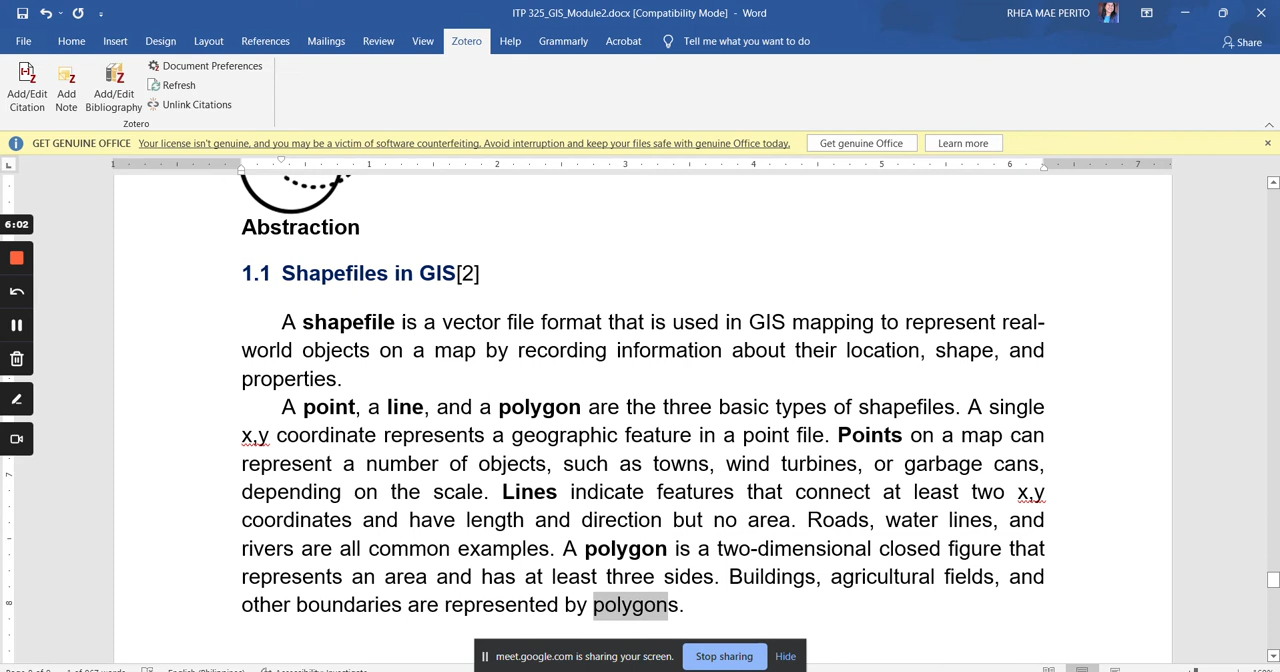 ITP 325_GIS_Module2.docx [Compatibility Mode] - Word
RHEA MAE PERITO
File Home Insert Design Layout References Mailings Review View Zotero Help Grammarly Acrobat Tell me what you want to do
Share
Add/Edit Citation
Add Note
Add/Edit Bibliography
Document Preferences
Refresh
Unlink Citations
Zotero
GET GENUINE OFFICE Your license isn't genuine, and you may be a victim of software counterfeiting. Avoid interruption and keep your files safe with genuine Office today. Get genuine Office Learn more
1 1 2 3 4 5 6 7
6:02
Abstraction
1.1 Shapefiles in GIS[2]
A shapefile is a vector file format that is used in GIS mapping to represent real-
world objects on a map by recording information about their location, shape, and
properties.
A point, a line, and a polygon are the three basic types of shapefiles. A single
x,y coordinate represents a geographic feature in a point file. Points on a map can
represent a number of objects, such as towns, wind turbines, or garbage cans,
depending on the scale. Lines indicate features that connect at least two x,y
coordinates and have length and direction but no area. Roads, water lines, and
rivers are all common examples. A polygon is a two-dimensional closed figure that
represents an area and has at least three sides. Buildings, agricultural fields, and
other boundaries are represented by polygons.
7
8
meet.google.com is sharing your screen. Stop sharing Hide